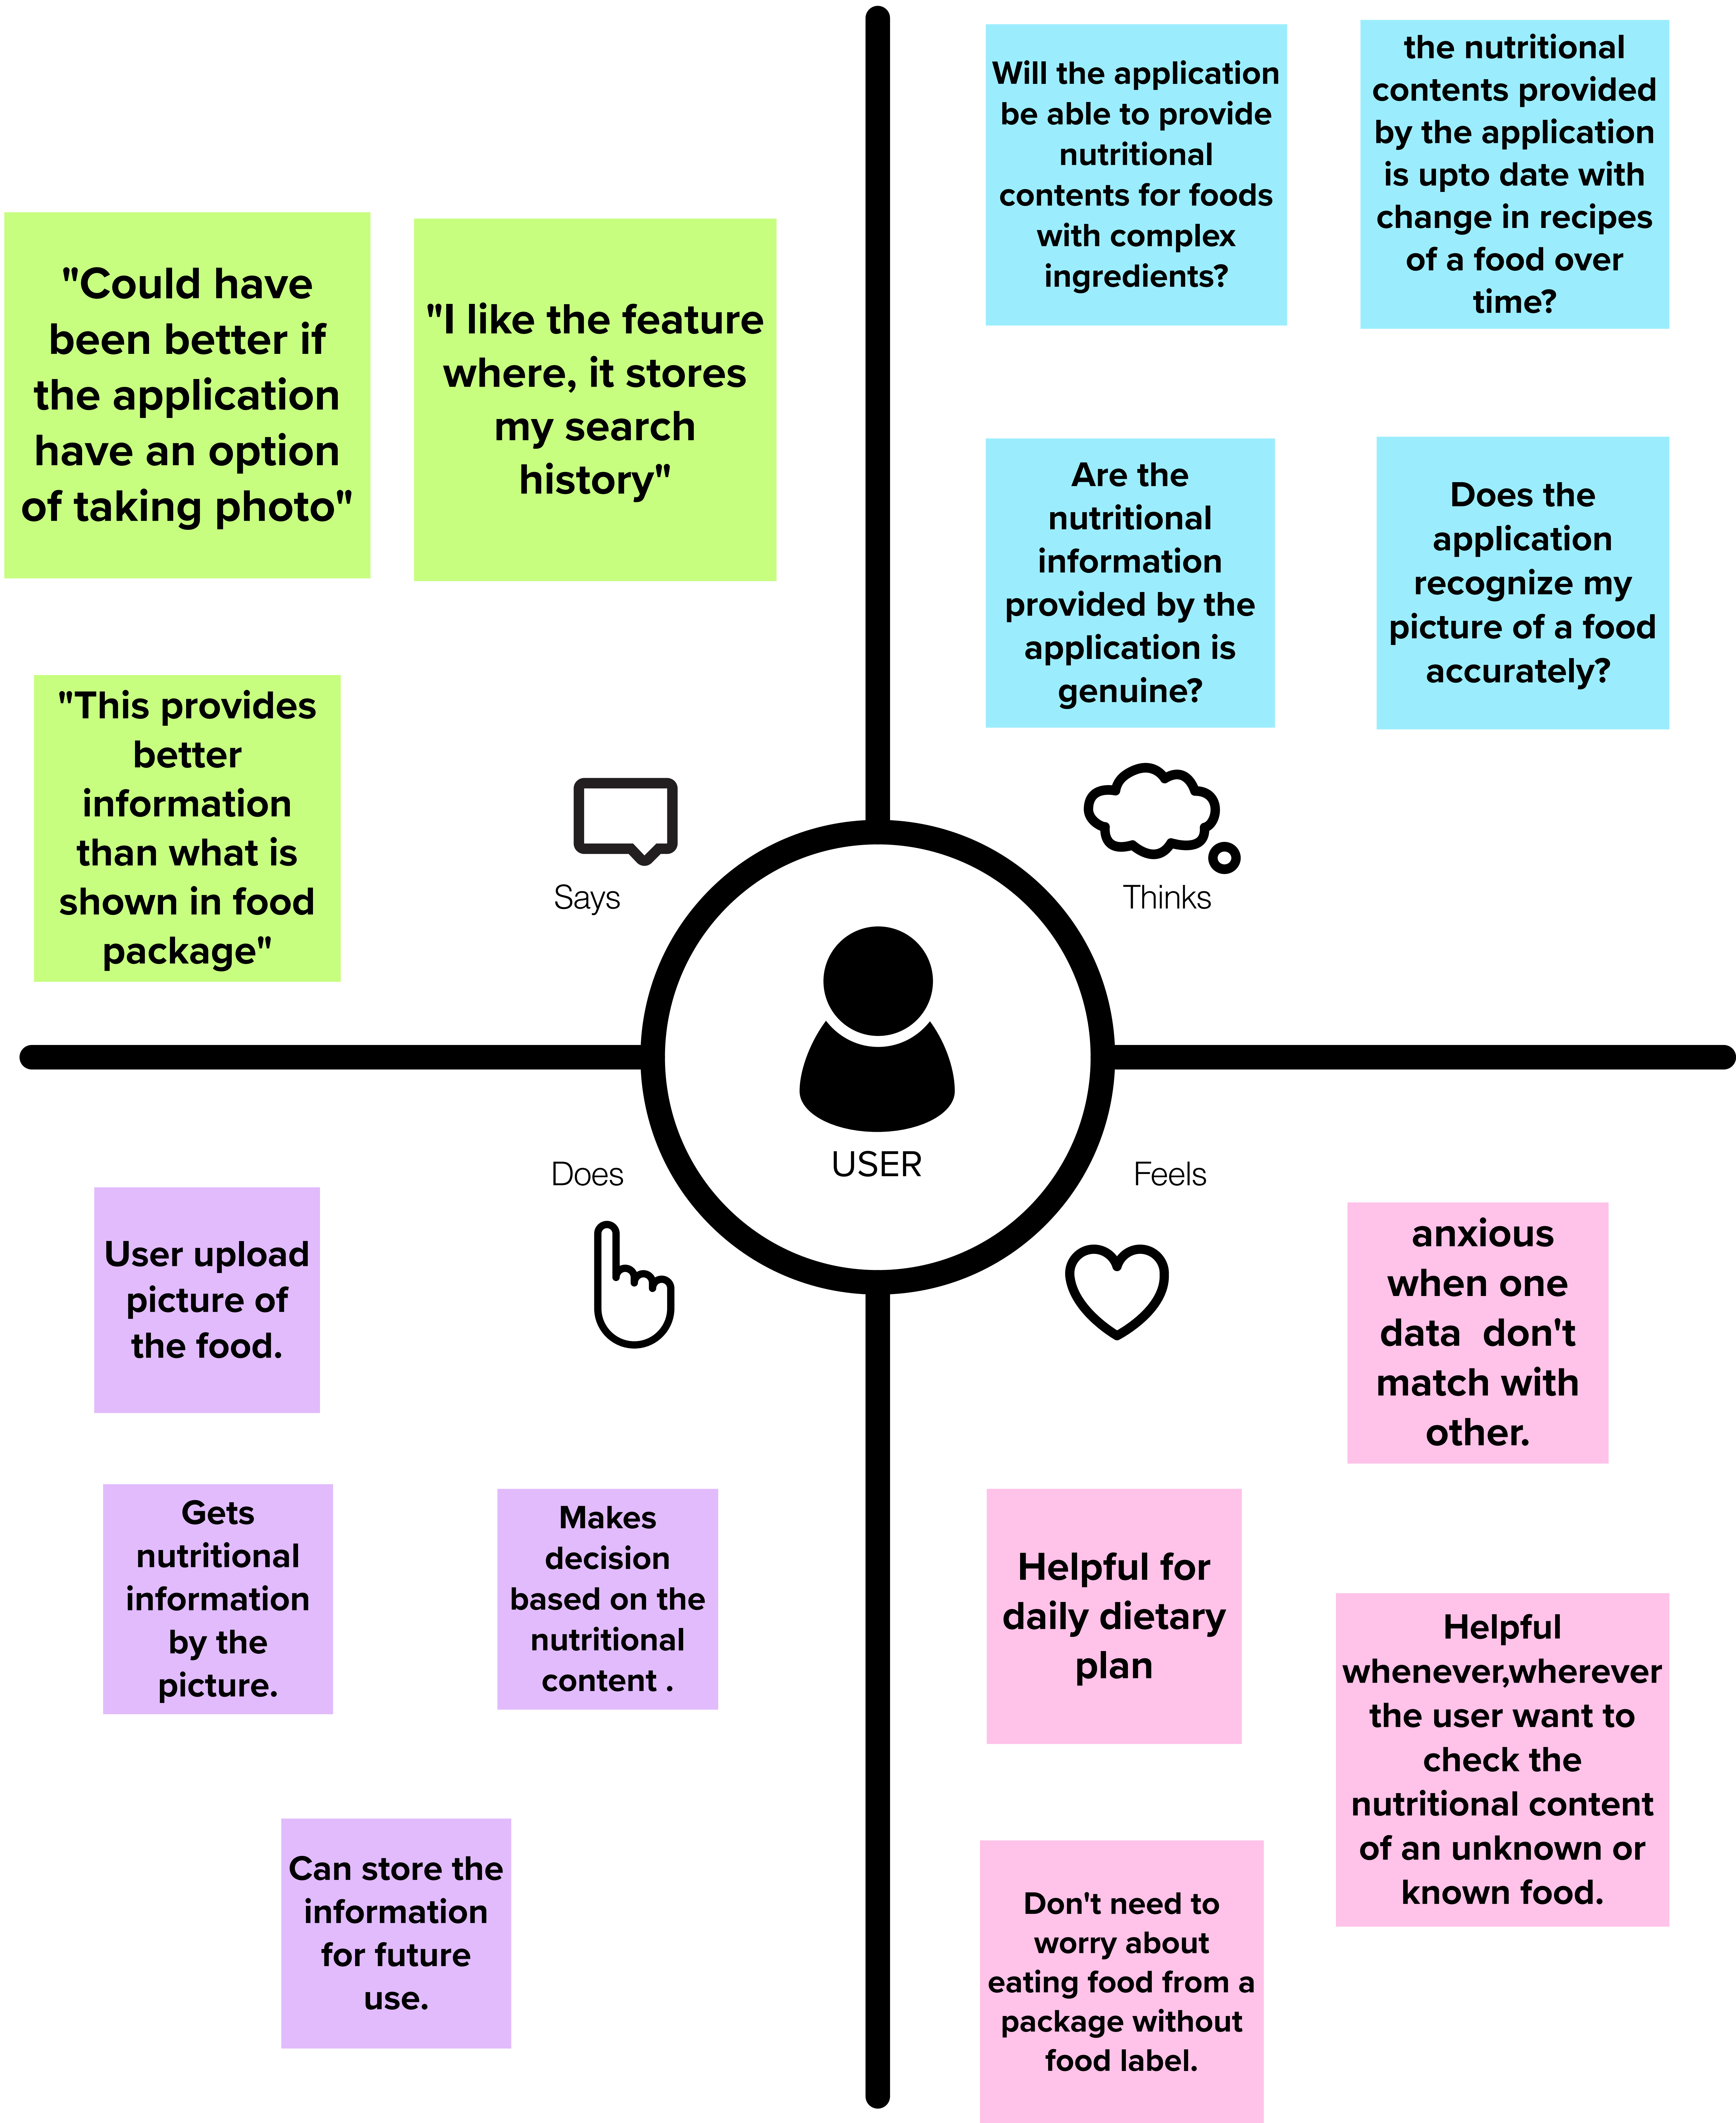 "Could have
been better if
the application
have an option
of taking photo"
"I like the feature
where, it stores
my search
history"
"This provides
better
information
than what is
shown in food
package"
Says
Will the application
be able to provide
nutritional
contents for foods
with complex
ingredients?
the nutritional
contents provided
by the application
is upto date with
change in recipes
of a food over
time?
Are the
nutritional
information
provided by the
application is
genuine?
Does the
application
recognize my
picture of a food
accurately?
Thinks
USER
Does
User upload
picture of
the food.
Gets
nutritional
information
by the
picture.
Makes
decision
based on the
nutritional
content .
Can store the
information
for future
use.
Feels
anxious
when one
data  don't
match with
other.
Helpful for
daily dietary
plan
Helpful
whenever,wherever
the user want to
check the
nutritional content
of an unknown or
known food.
Don't need to
worry about
eating food from a
package without
food label.